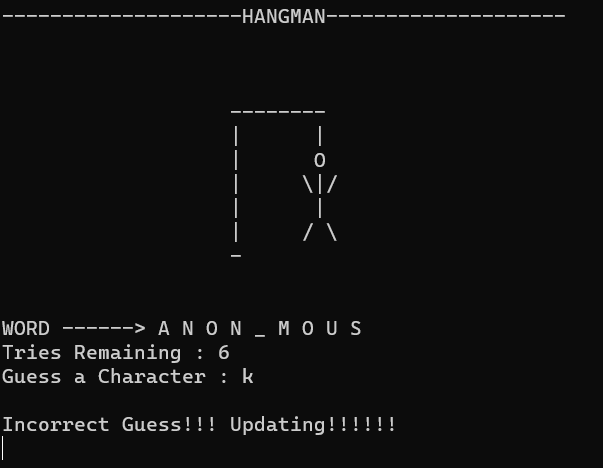 --------------------HANGMAN--------------------
--------
|      |
|      O
|     \|/
|      |
|     / \
_
WORD ------> A N O N _ M O U S
Tries Remaining : 6
Guess a Character : k
Incorrect Guess!!! Updating!!!!!!